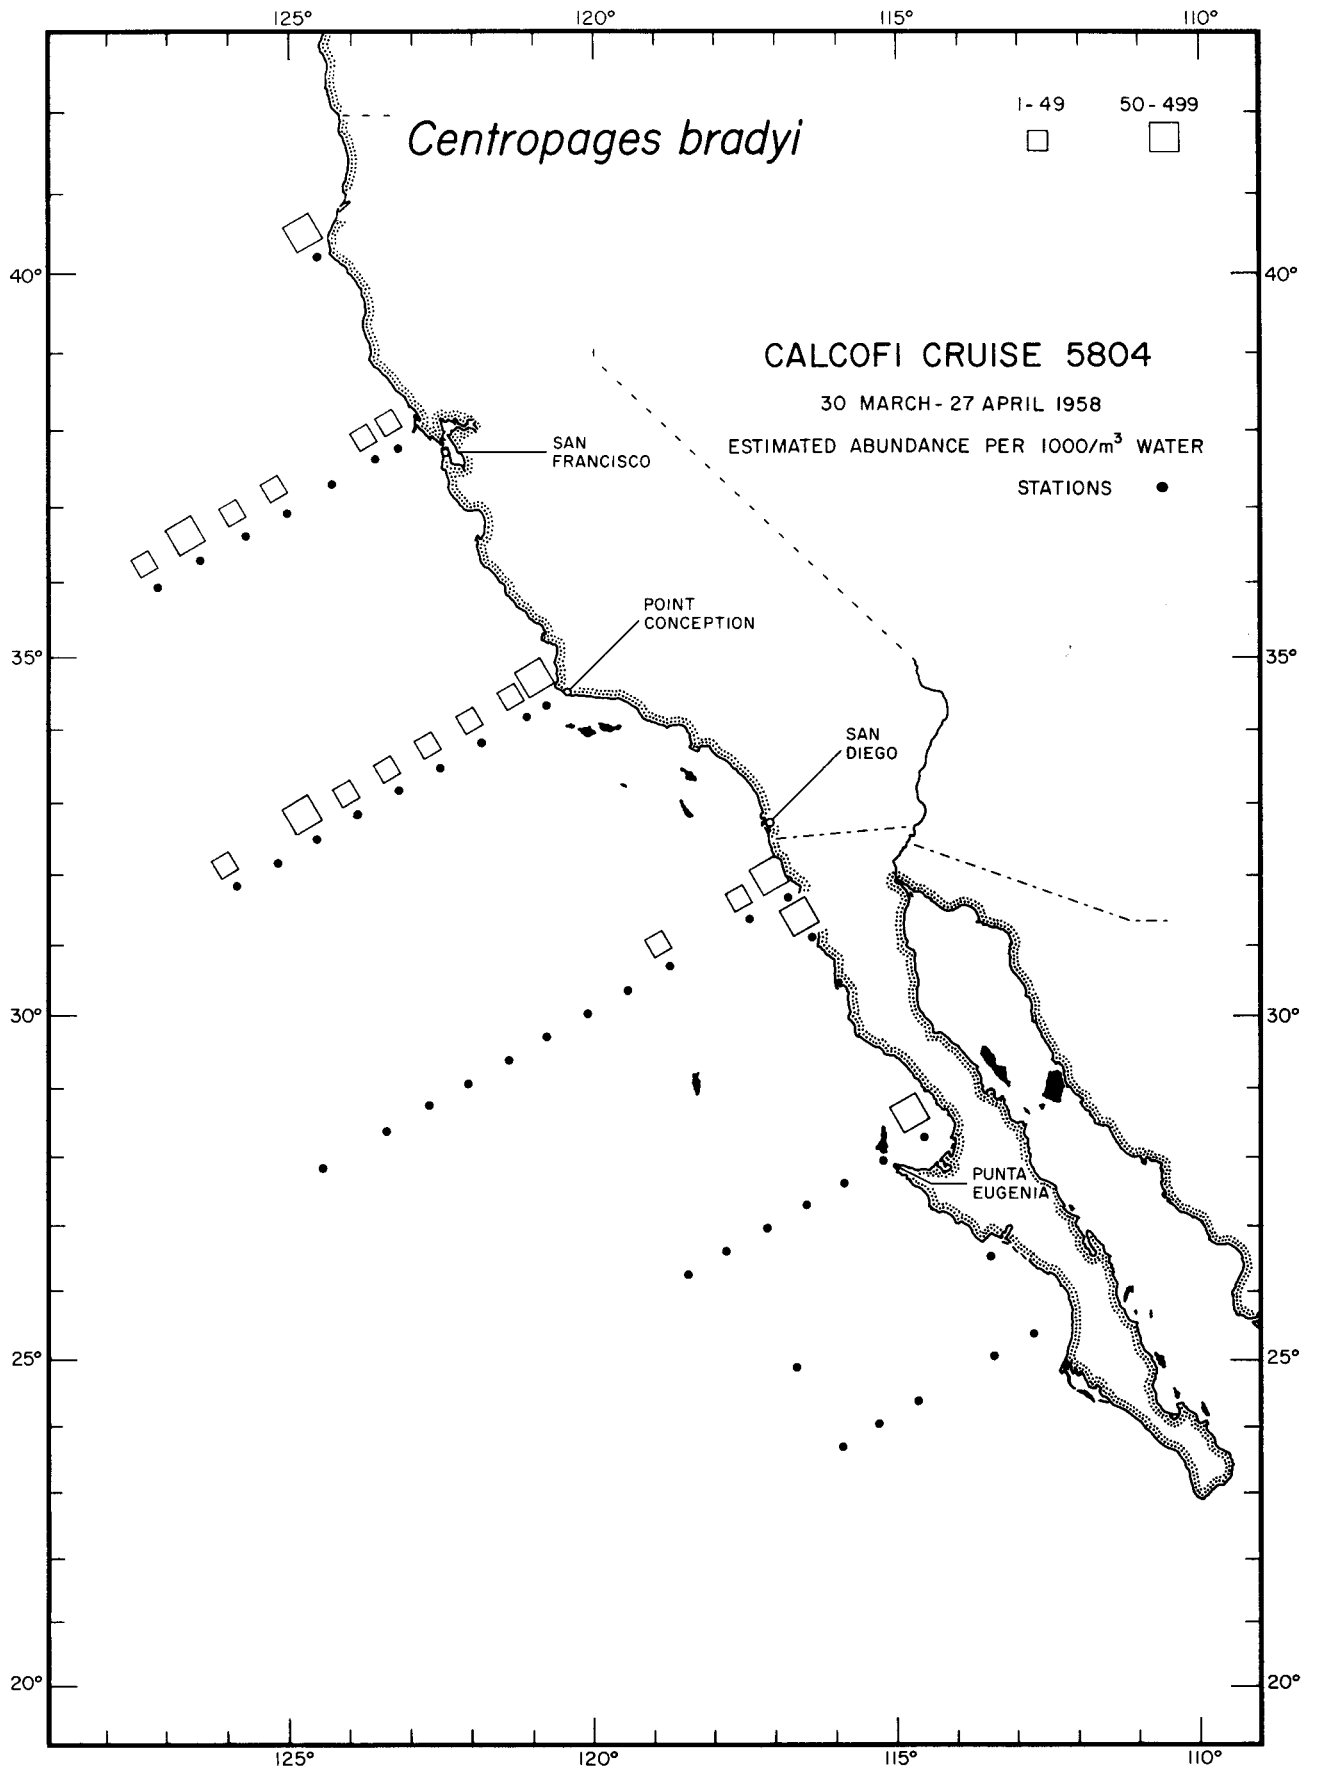 125° 120° 115° 110°
1-49 50-499
Centropages bradyi
40° 40°
CALCOFI CRUISE 5804
30 MARCH-27 APRIL 1958
ESTIMATED ABUNDANCE PER 1000/m³ WATER
STATIONS
SAN
FRANCISCO
POINT
CONCEPTION
35° 35°
SAN
DIEGO
30° 30°
PUNTA
EUGENIA
25° 25°
20° 20°
125° 120° 115° 110°